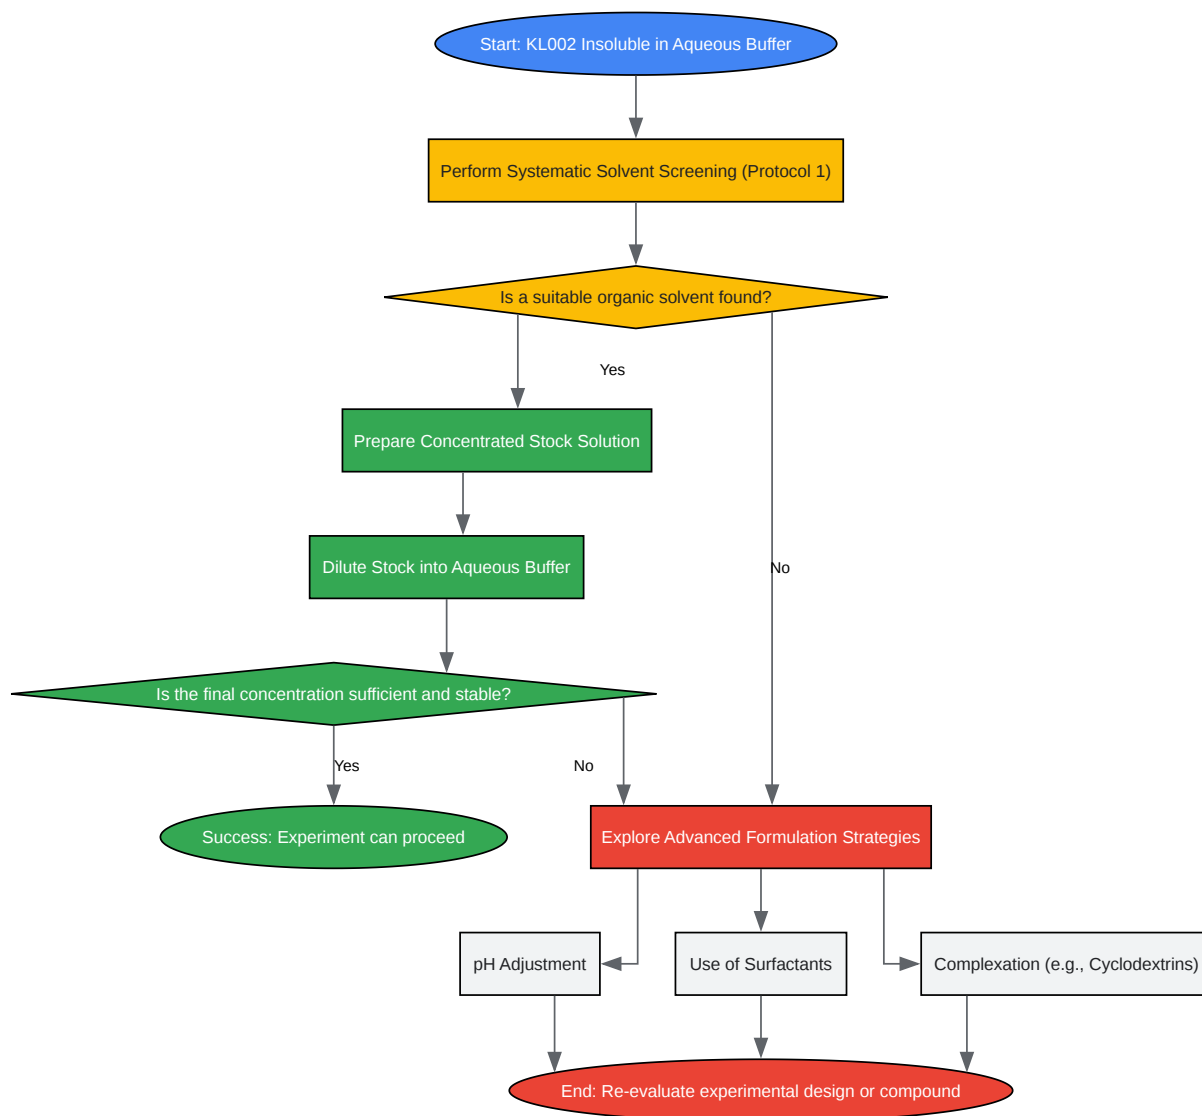 Start: KL002 Insoluble in Aqueous Buffer
Perform Systematic Solvent Screening (Protocol 1)
Is a suitable organic solvent found?
Yes
Prepare Concentrated Stock Solution
Dilute Stock into Aqueous Buffer
No
Is the final concentration sufficient and stable?
Yes
No
Success: Experiment can proceed
Explore Advanced Formulation Strategies
pH Adjustment
Use of Surfactants
Complexation (e.g., Cyclodextrins)
End: Re-evaluate experimental design or compound